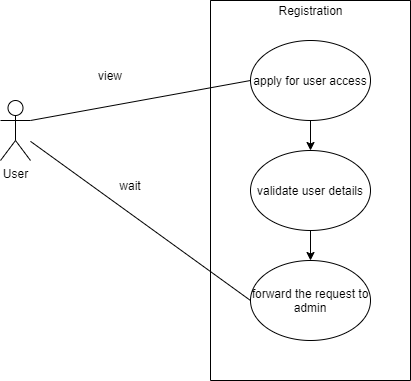 Registration
view
apply for user access
User
wait
validate user details
forward the request to
admin